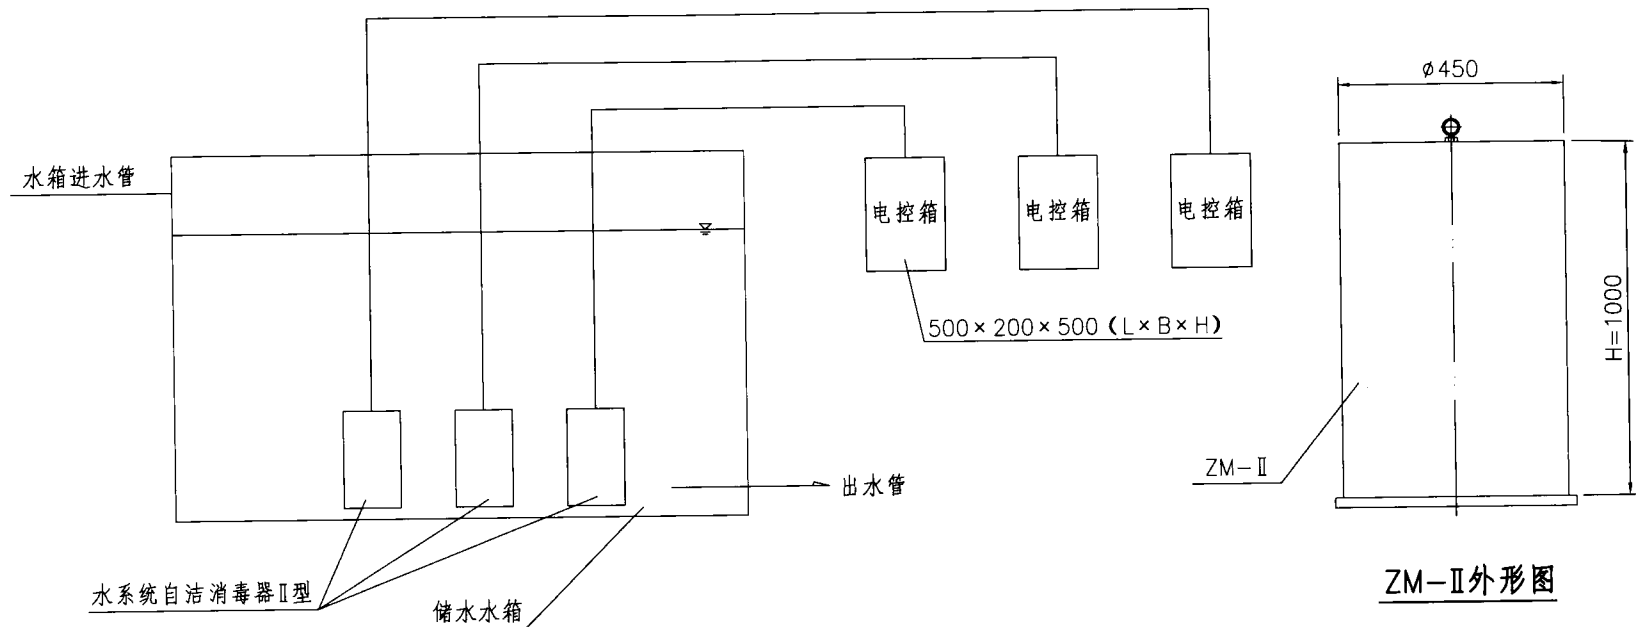 φ450
水箱进水管
电控箱
电控箱
电控箱
H=1000
500×200×500(L×B×H)
ZM-Ⅱ
出水管
水系统自洁消毒器Ⅱ型
储水水箱
ZM-Ⅱ外形图